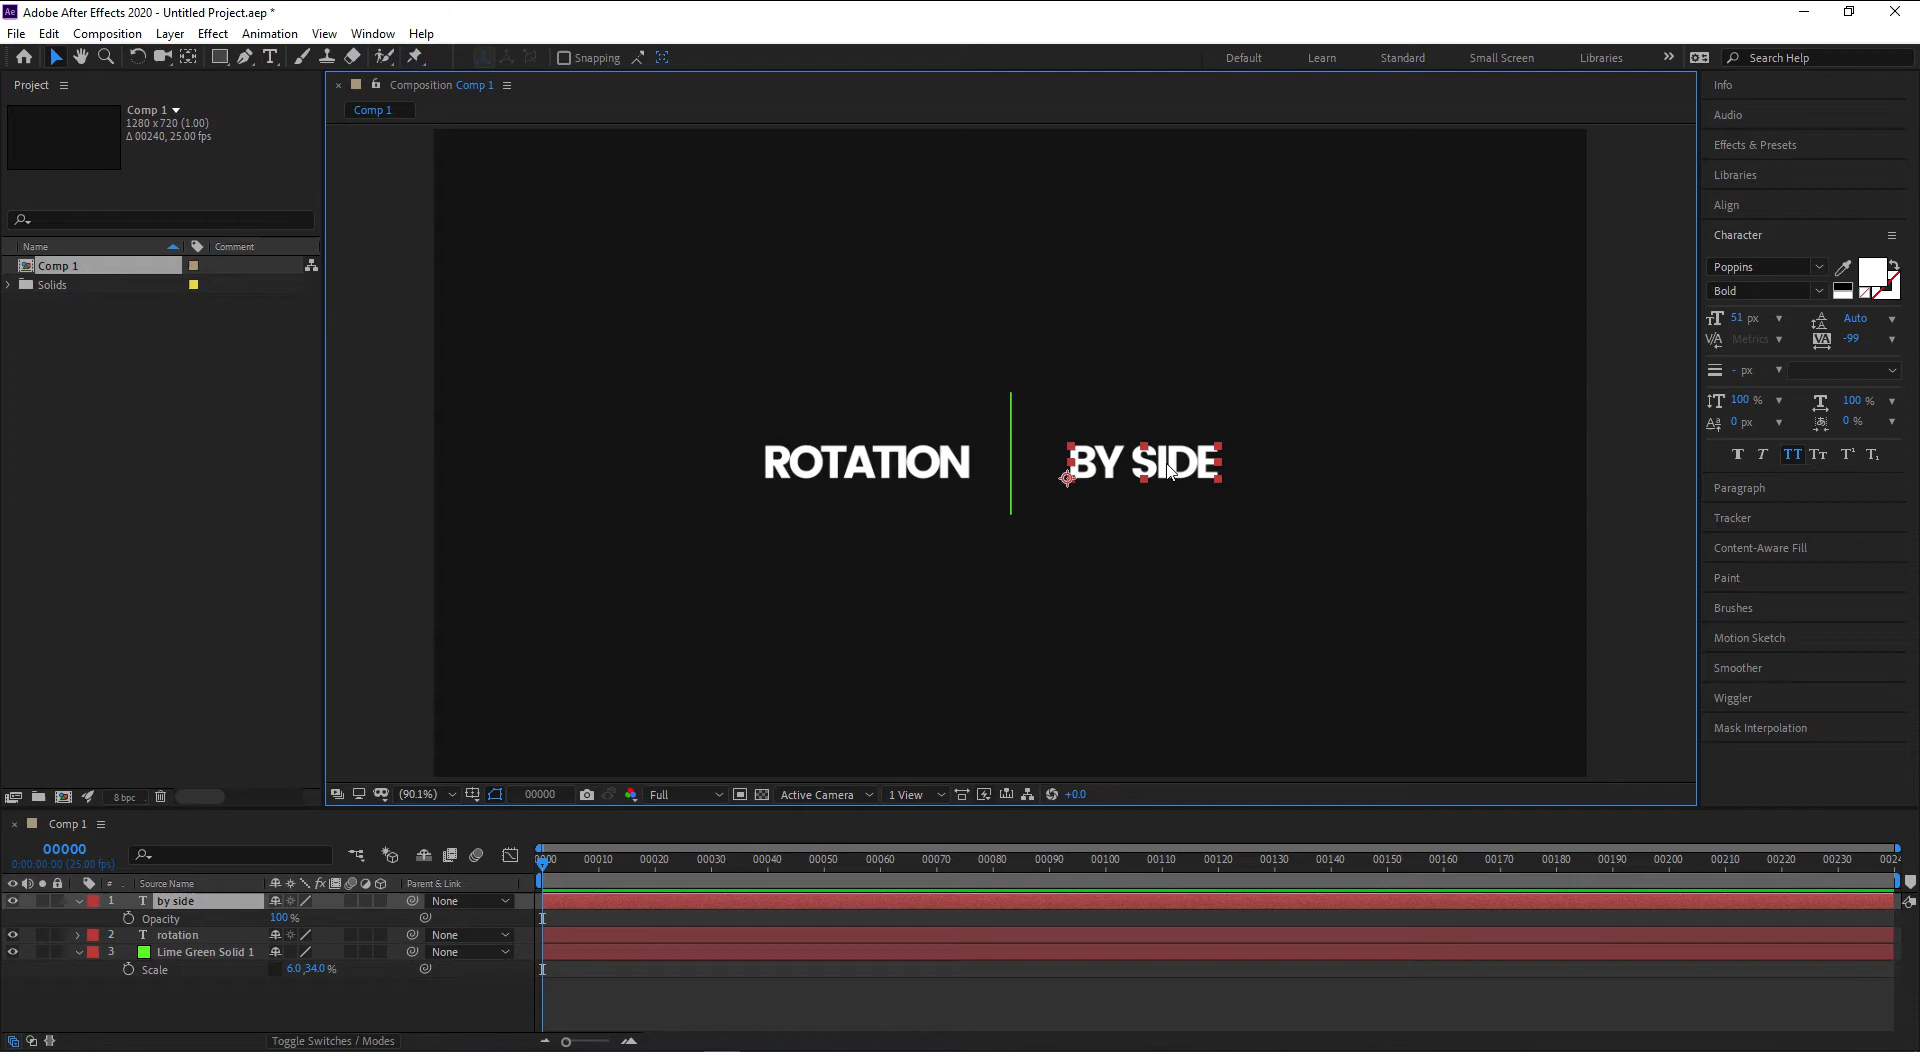 Adobe After Effects 2020 - Untitled Project.aep *
File Edit Composition Layer Effect Animation View Window Help
Snapping Default Learn Standard Small Screen Libraries Search Help
Project
Comp 1
1280 x 720 (1.00)
Δ 00240, 25.00 fps
Name Comment
Comp 1
Solids
8 bpc
Composition Comp 1
Comp 1
ROTATION BY SIDE
(90.1%) 00000 Full Active Camera 1 View +0.0
Info
Audio
Effects & Presets
Libraries
Align
Character
Poppins
Bold
51 px Auto
Metrics -99
- px
100 % 100 %
0 px 0 %
Paragraph
Tracker
Content-Aware Fill
Paint
Brushes
Motion Sketch
Smoother
Wiggler
Mask Interpolation
Comp 1
00000
0:00:00:00 (25.00 fps)
0000 00010 00020 00030 00040 00050 00060 00070 00080 00090 00100 00110 00120 00130 00140 00150 00160 00170 00180 00190 00200 00210 00220 00230 0024
# Source Name Parent & Link
1 by side None
Opacity 100 %
2 rotation None
3 Lime Green Solid 1 None
Scale 6.0,34.0 %
Toggle Switches / Modes